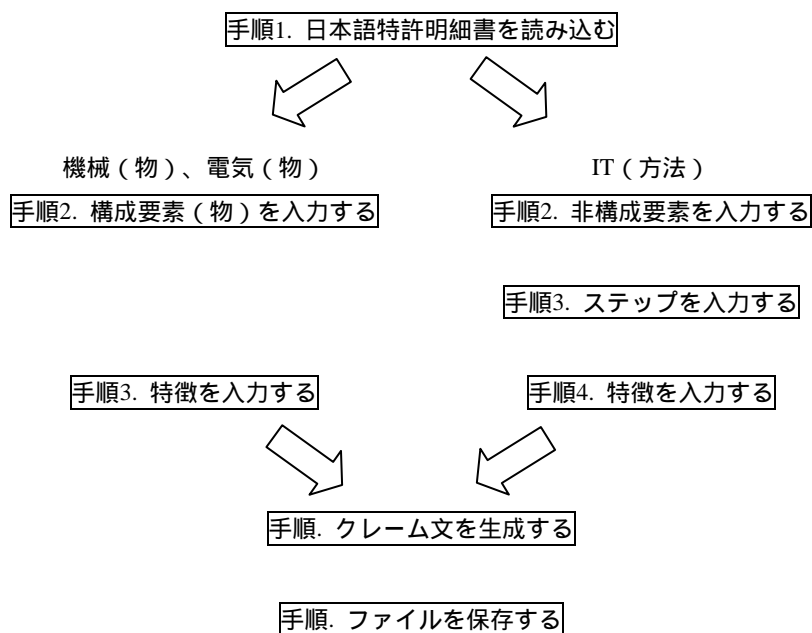 手順1. 日本語特許明細書を読み込む
機械（物）、電気（物）
IT（方法）
手順2. 構成要素（物）を入力する
手順2. 非構成要素を入力する
手順3. ステップを入力する
手順3. 特徴を入力する
手順4. 特徴を入力する
手順. クレーム文を生成する
手順. ファイルを保存する